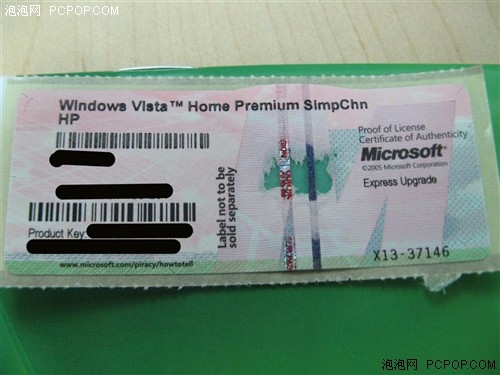 泡泡网 PCPOP.COM
Windows Vista™ Home Premium SimpChn
HP
Proof of License
Certificate of Authenticity
Microsoft®
©2005 Microsoft Corporation
Express Upgrade
Label not to be
sold separately
Product Key
www.microsoft.com/piracy/howtotell
X13-37146
泡泡网 PCPOP.COM